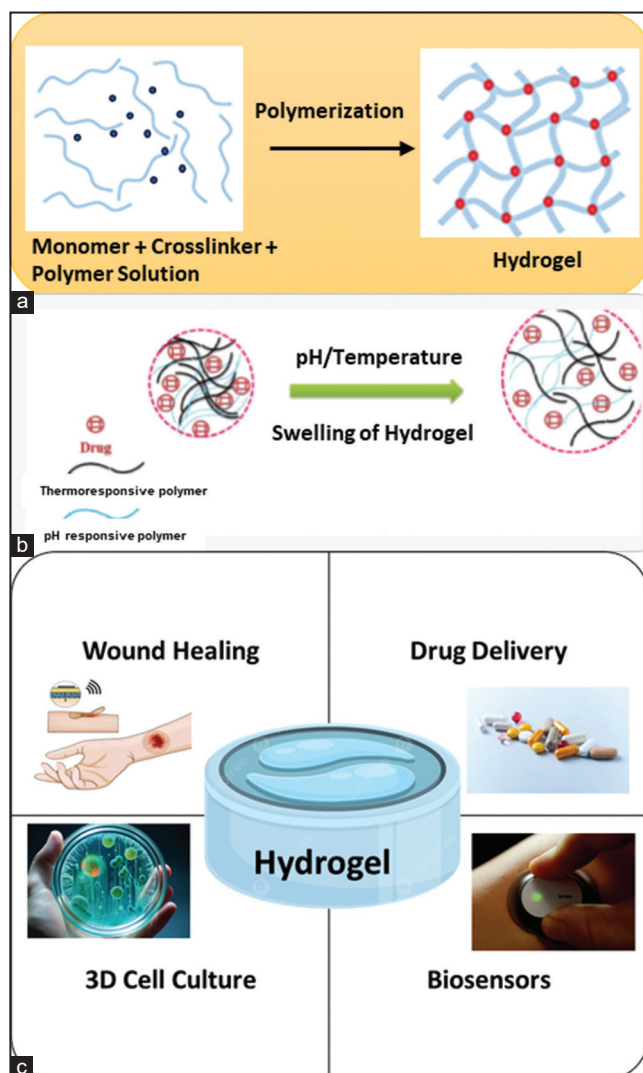 Polymerization
Monomer + Crosslinker +
Polymer Solution
Hydrogel
a
pH/Temperature
Swelling of Hydrogel
Drug
Thermoresponsive polymer
pH responsive polymer
b
Wound Healing
Drug Delivery
Hydrogel
3D Cell Culture
Biosensors
c